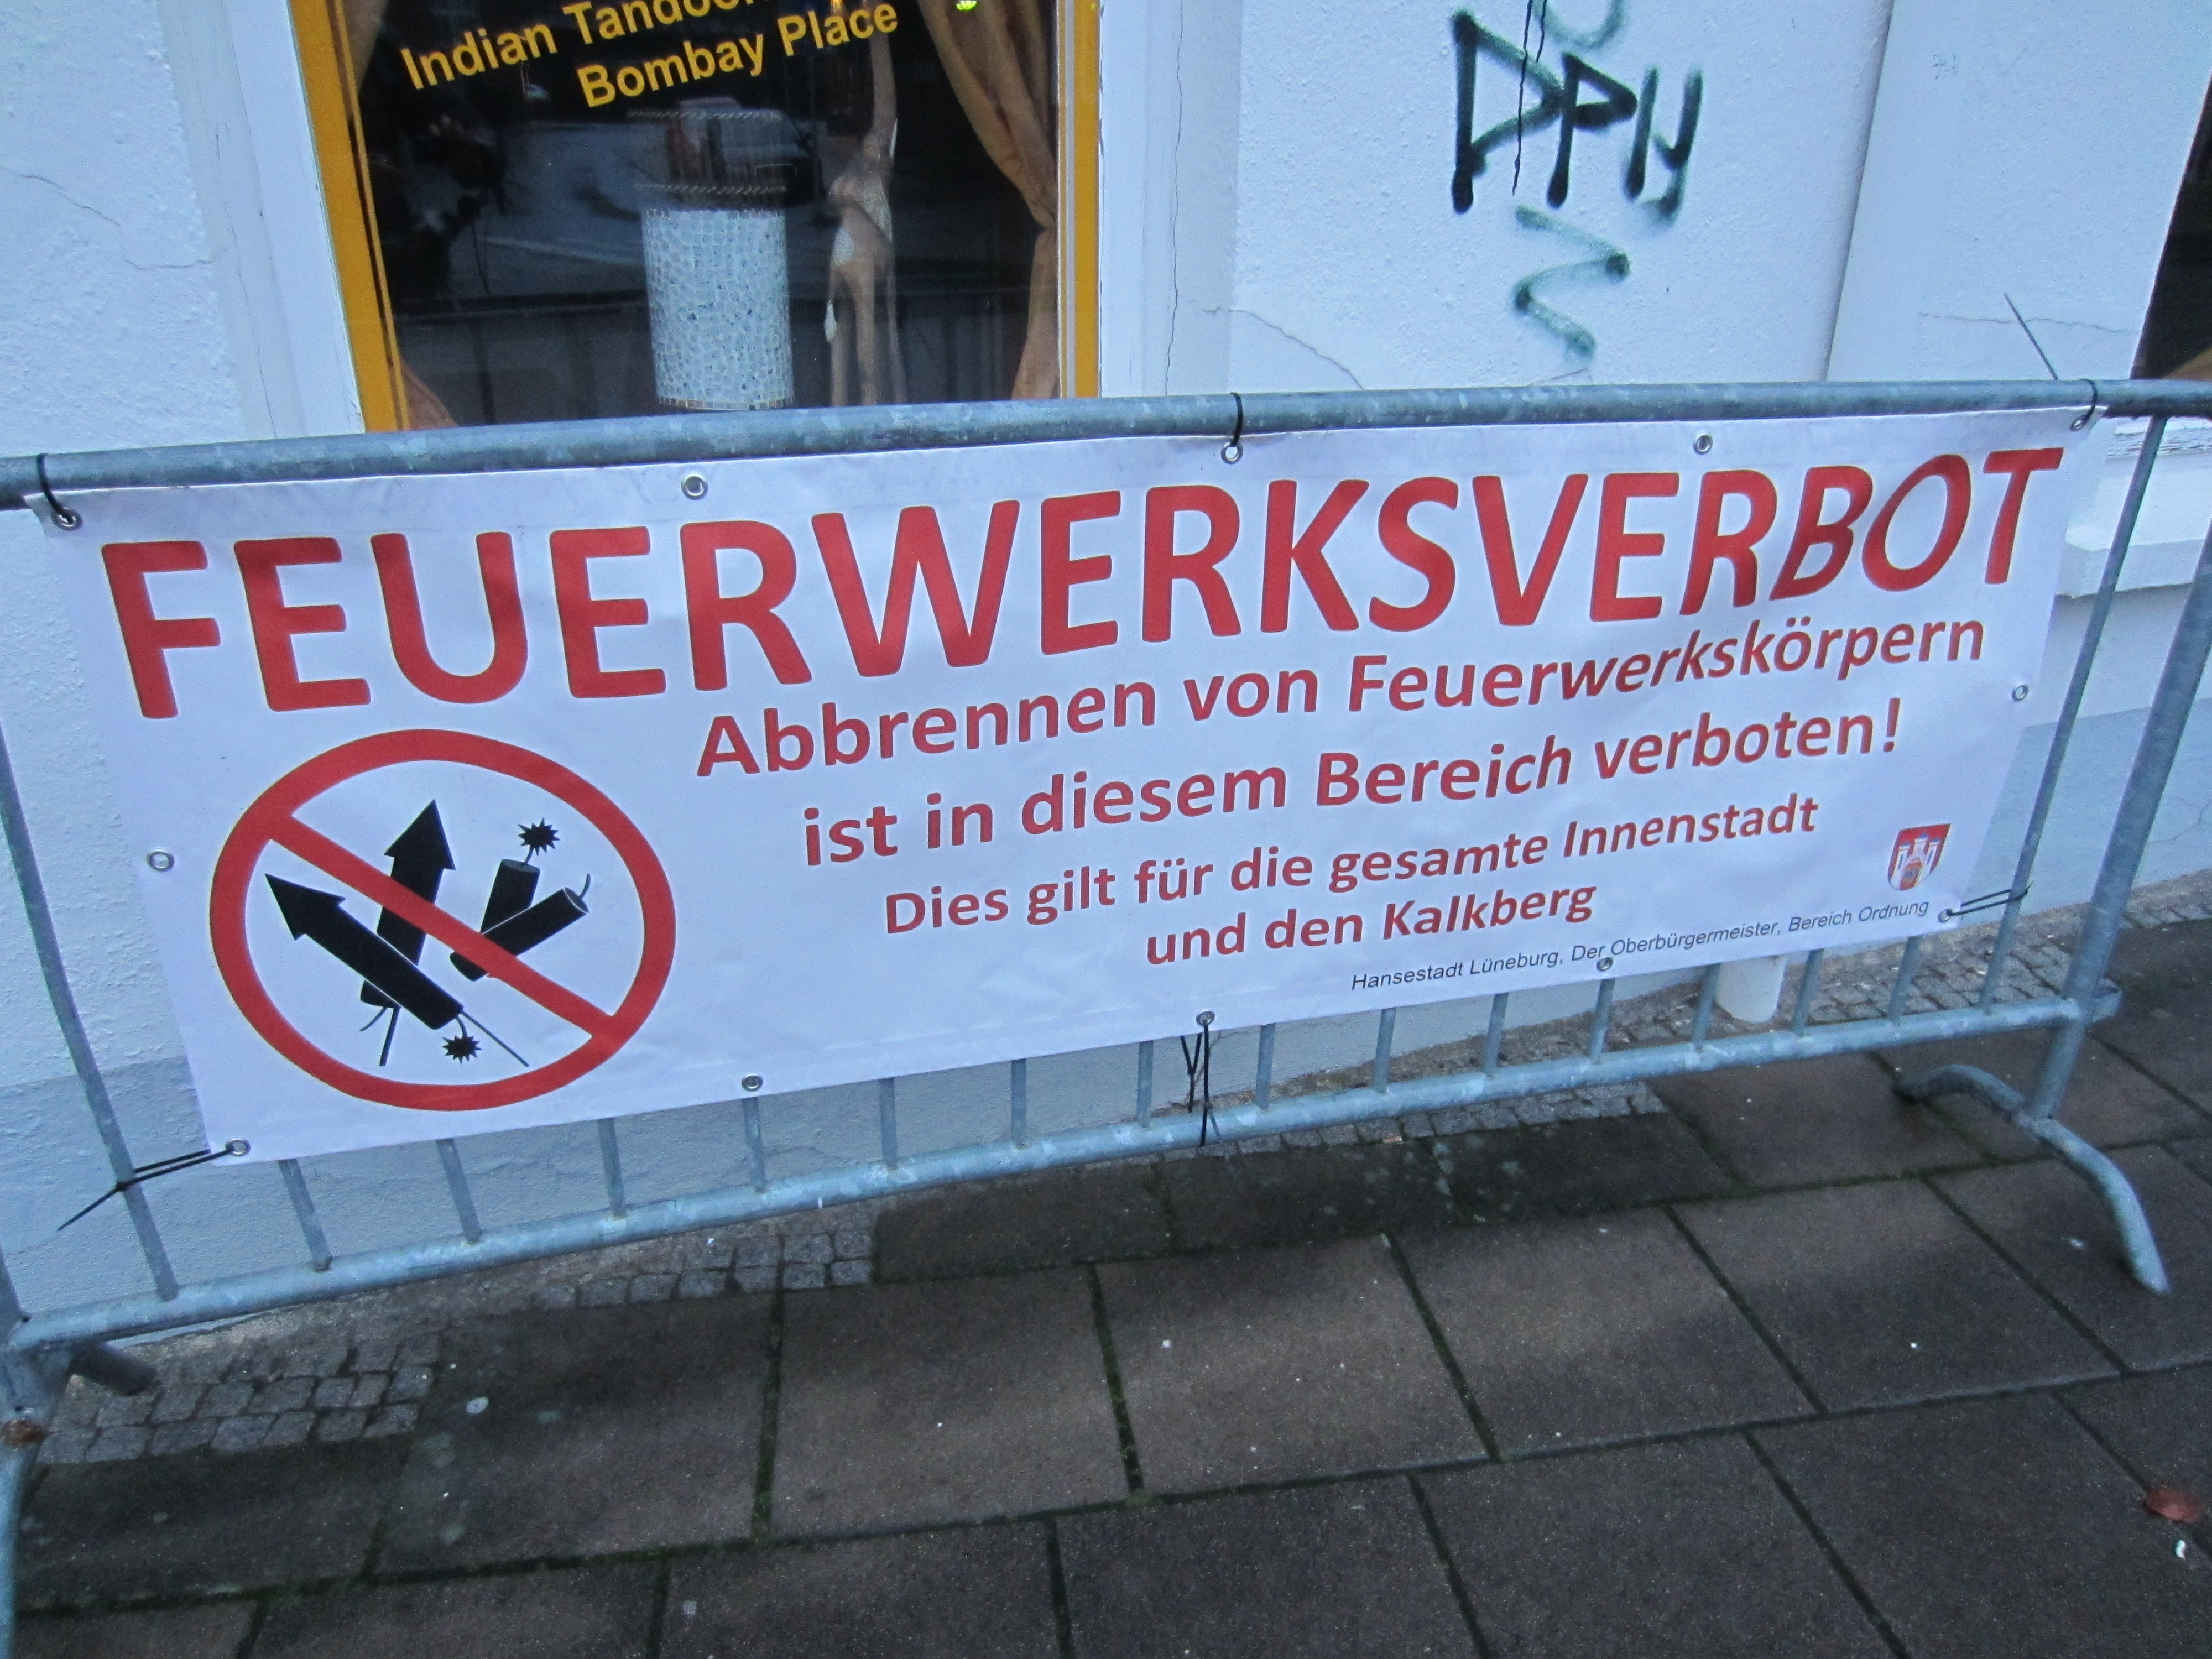 Indian
Bombay Place
FEUERWERKSVERBOT
Abbrennen von Feuerwerkskörpern
ist in diesem Bereich verboten!
Dies gilt für die gesamte Innenstadt
und den Kalkberg
Hansestadt Lüneburg, Der Oberbürgermeister, Bereich Ordnung